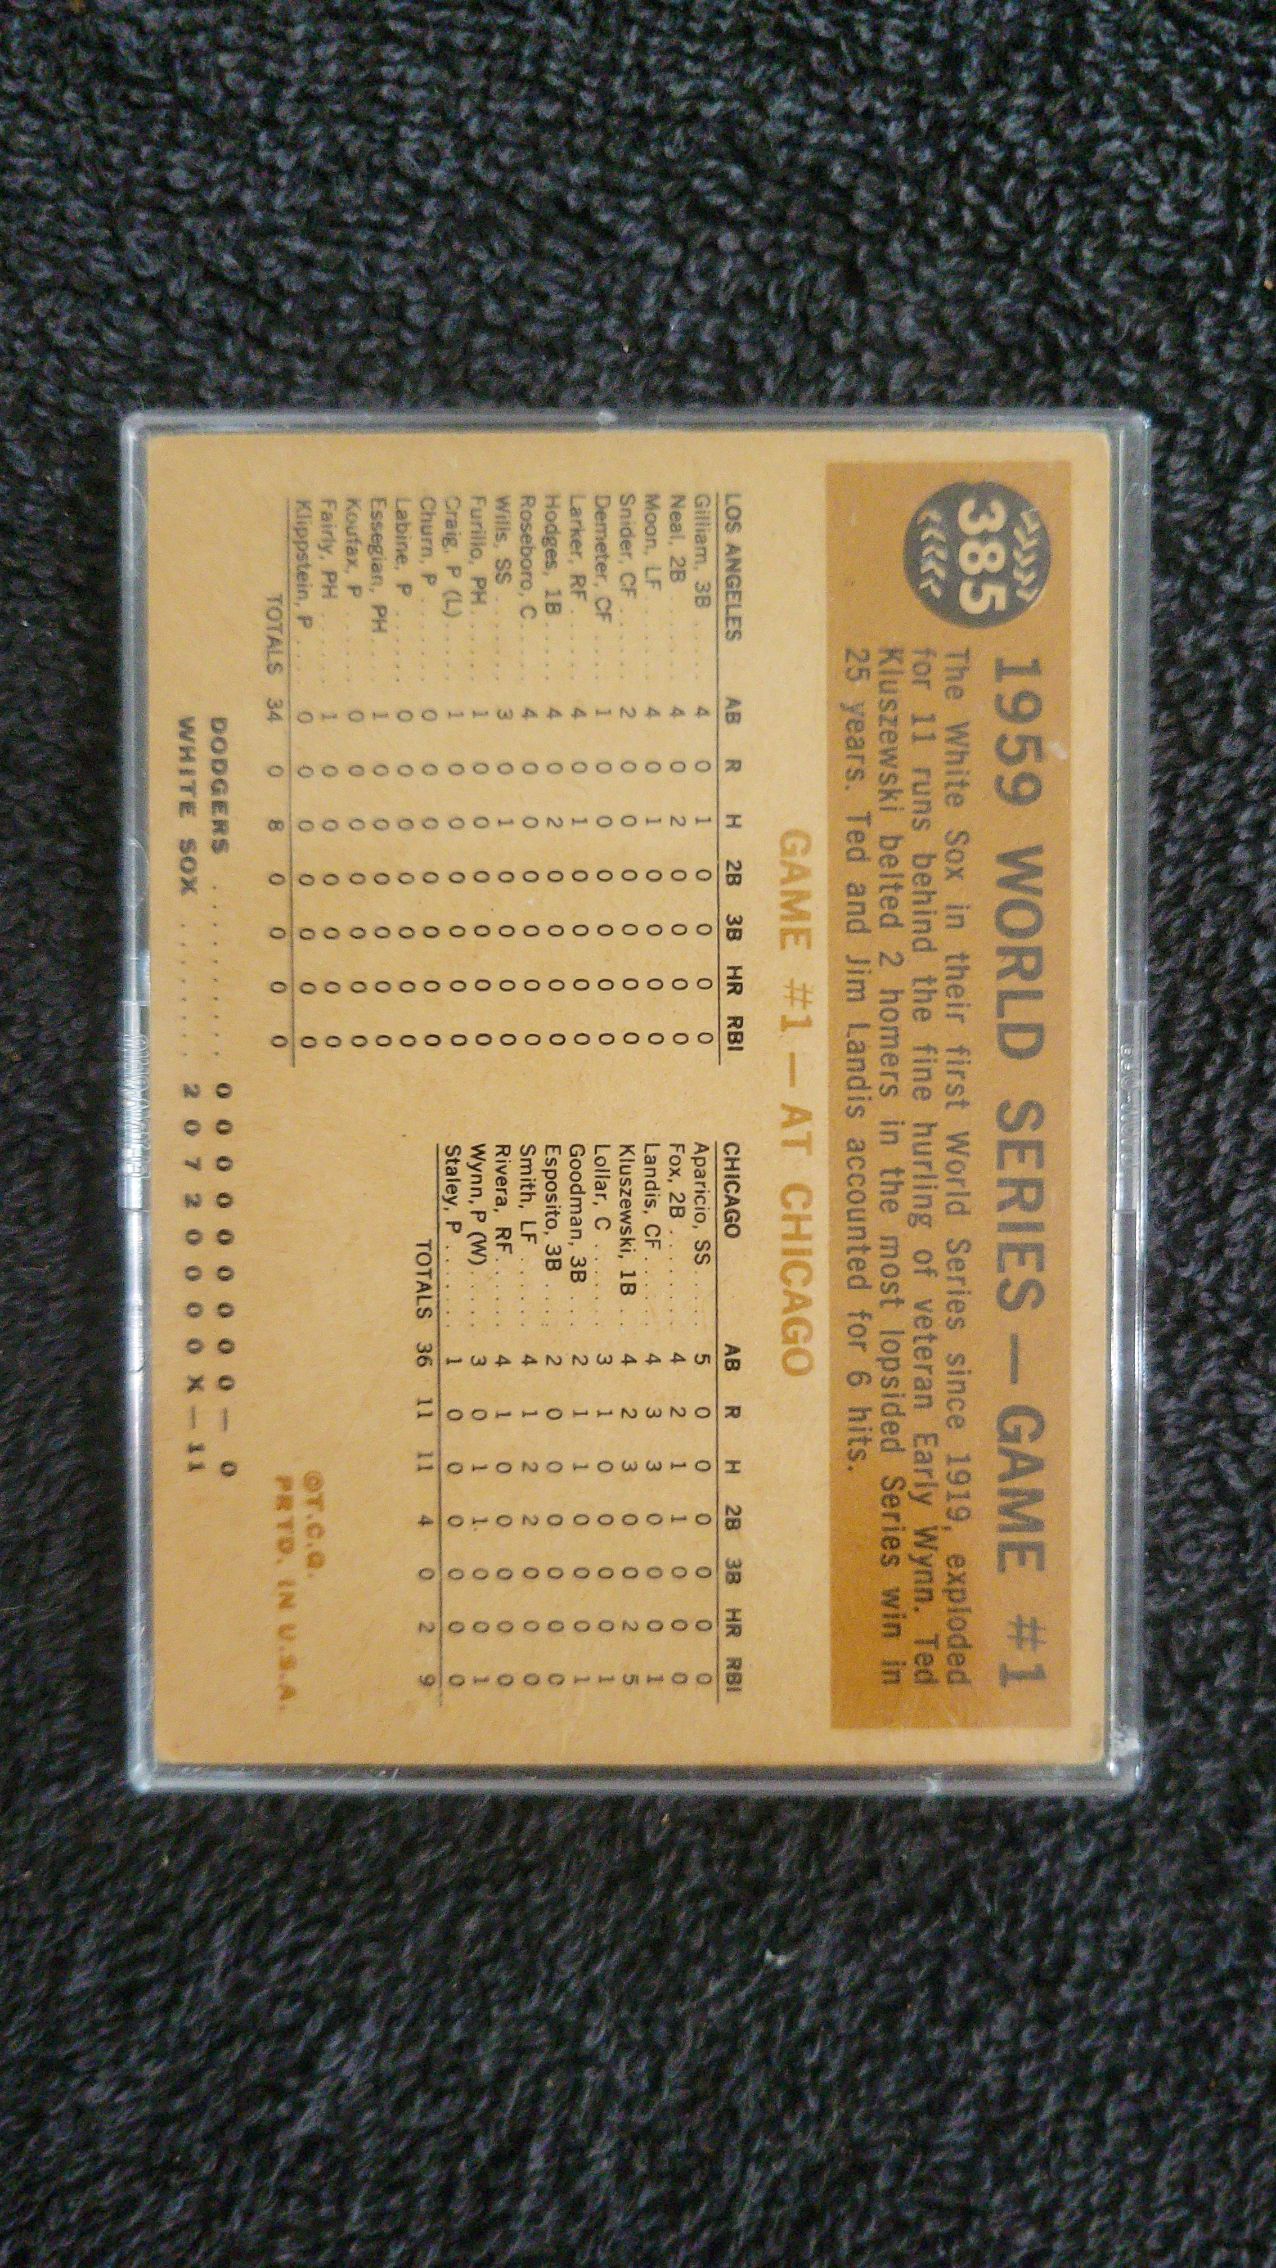 385
1959 WORLD SERIES — GAME #1
The White Sox in their first World Series since 1919, exploded
for 11 runs behind the fine hurling of veteran Early Wynn. Ted
Kluszewski belted 2 homers in the most lopsided Series win in
25 years. Ted and Jim Landis accounted for 6 hits.
GAME #1 — AT CHICAGO
LOS ANGELES AB R H 2B 3B HR RBI
Gilliam, 3B .... 4 0 1 0 0 0 0
Neal, 2B ...... 4 0 2 0 0 0 0
Moon, LF ..... 4 0 1 0 0 0 0
Snider, CF ..... 2 0 0 0 0 0 0
Demeter, CF ... 1 0 0 0 0 0 0
Larker, RF .... 4 0 1 0 0 0 0
Hodges, 1B .... 4 0 2 0 0 0 0
Roseboro, C ... 4 0 0 0 0 0 0
Wills, SS ...... 3 0 1 0 0 0 0
Furillo, PH .... 1 0 0 0 0 0 0
Craig, P (L) .... 1 0 0 0 0 0 0
Churn, P ...... 0 0 0 0 0 0 0
Labine, P ...... 0 0 0 0 0 0 0
Essegian, PH ... 1 0 0 0 0 0 0
Koufax, P ..... 0 0 0 0 0 0 0
Fairly, PH ..... 1 0 0 0 0 0 0
Klippstein, P ... 0 0 0 0 0 0 0
TOTALS 34 0 8 0 0 0 0
CHICAGO AB R H 2B 3B HR RBI
Aparicio, SS .... 5 0 0 0 0 0 0
Fox, 2B ....... 4 2 1 1 0 0 0
Landis, CF ..... 4 3 3 0 0 0 1
Kluszewski, 1B .. 4 2 3 0 0 2 5
Lollar, C ...... 3 1 0 0 0 0 1
Goodman, 3B ... 2 1 1 0 0 0 1
Esposito, 3B .... 2 0 0 0 0 0 0
Smith, LF ...... 4 1 2 2 0 0 0
Rivera, RF ..... 4 1 0 0 0 0 0
Wynn, P (W) .... 3 0 1 1 0 0 1
Staley, P ...... 1 0 0 0 0 0 0
TOTALS 36 11 11 4 0 2 9
©T.C.G.
PRTD. IN U.S.A.
DODGERS ........ 0 0 0 0 0 0 0 0 0 — 0
WHITE SOX ...... 2 0 7 2 0 0 0 0 X — 11